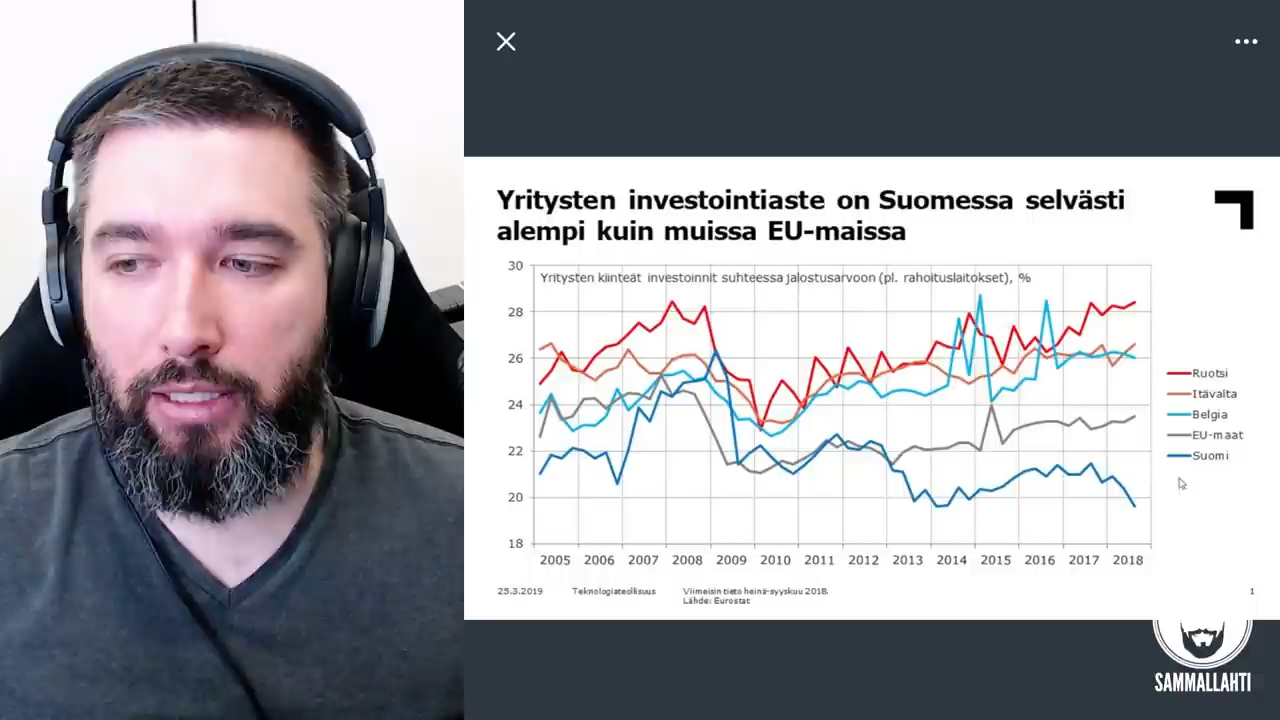 Yritysten investointiaste on Suomessa selvästi
alempi kuin muissa EU-maissa
Yritysten kiinteät investoinnit suhteessa jalostusarvoon (pl. rahoituslaitokset), %
30
28
26
24
22
20
18
2005 2006 2007 2008 2009 2010 2011 2012 2013 2014 2015 2016 2017 2018
Ruotsi
Itävalta
Belgia
EU-maat
Suomi
25.3.2019 Teknologiateollisuus Viimeisin tieto heinä-syyskuu 2018. 1
Lähde: Eurostat
SAMMALLAHTI